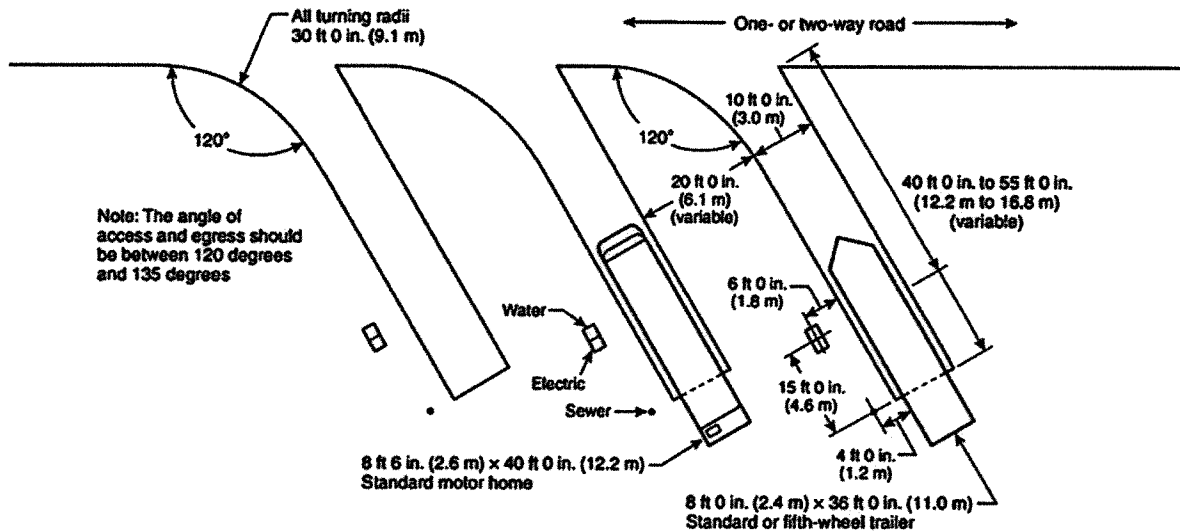 All turning radii
30 ft 0 in. (9.1 m)
One- or two-way road
120°
120°
10 ft 0 in.
(3.0 m)
20 ft 0 in.
(6.1 m)
(variable)
40 ft 0 in. to 55 ft 0 in.
(12.2 m to 16.8 m)
(variable)
Note: The angle of
access and egress should
be between 120 degrees
and 135 degrees
6 ft 0 in.
(1.8 m)
Water
Electric
Sewer
15 ft 0 in.
(4.6 m)
4 ft 0 in.
(1.2 m)
8 ft 6 in. (2.6 m) × 40 ft 0 in. (12.2 m)
Standard motor home
8 ft 0 in. (2.4 m) × 36 ft 0 in. (11.0 m)
Standard or fifth-wheel trailer